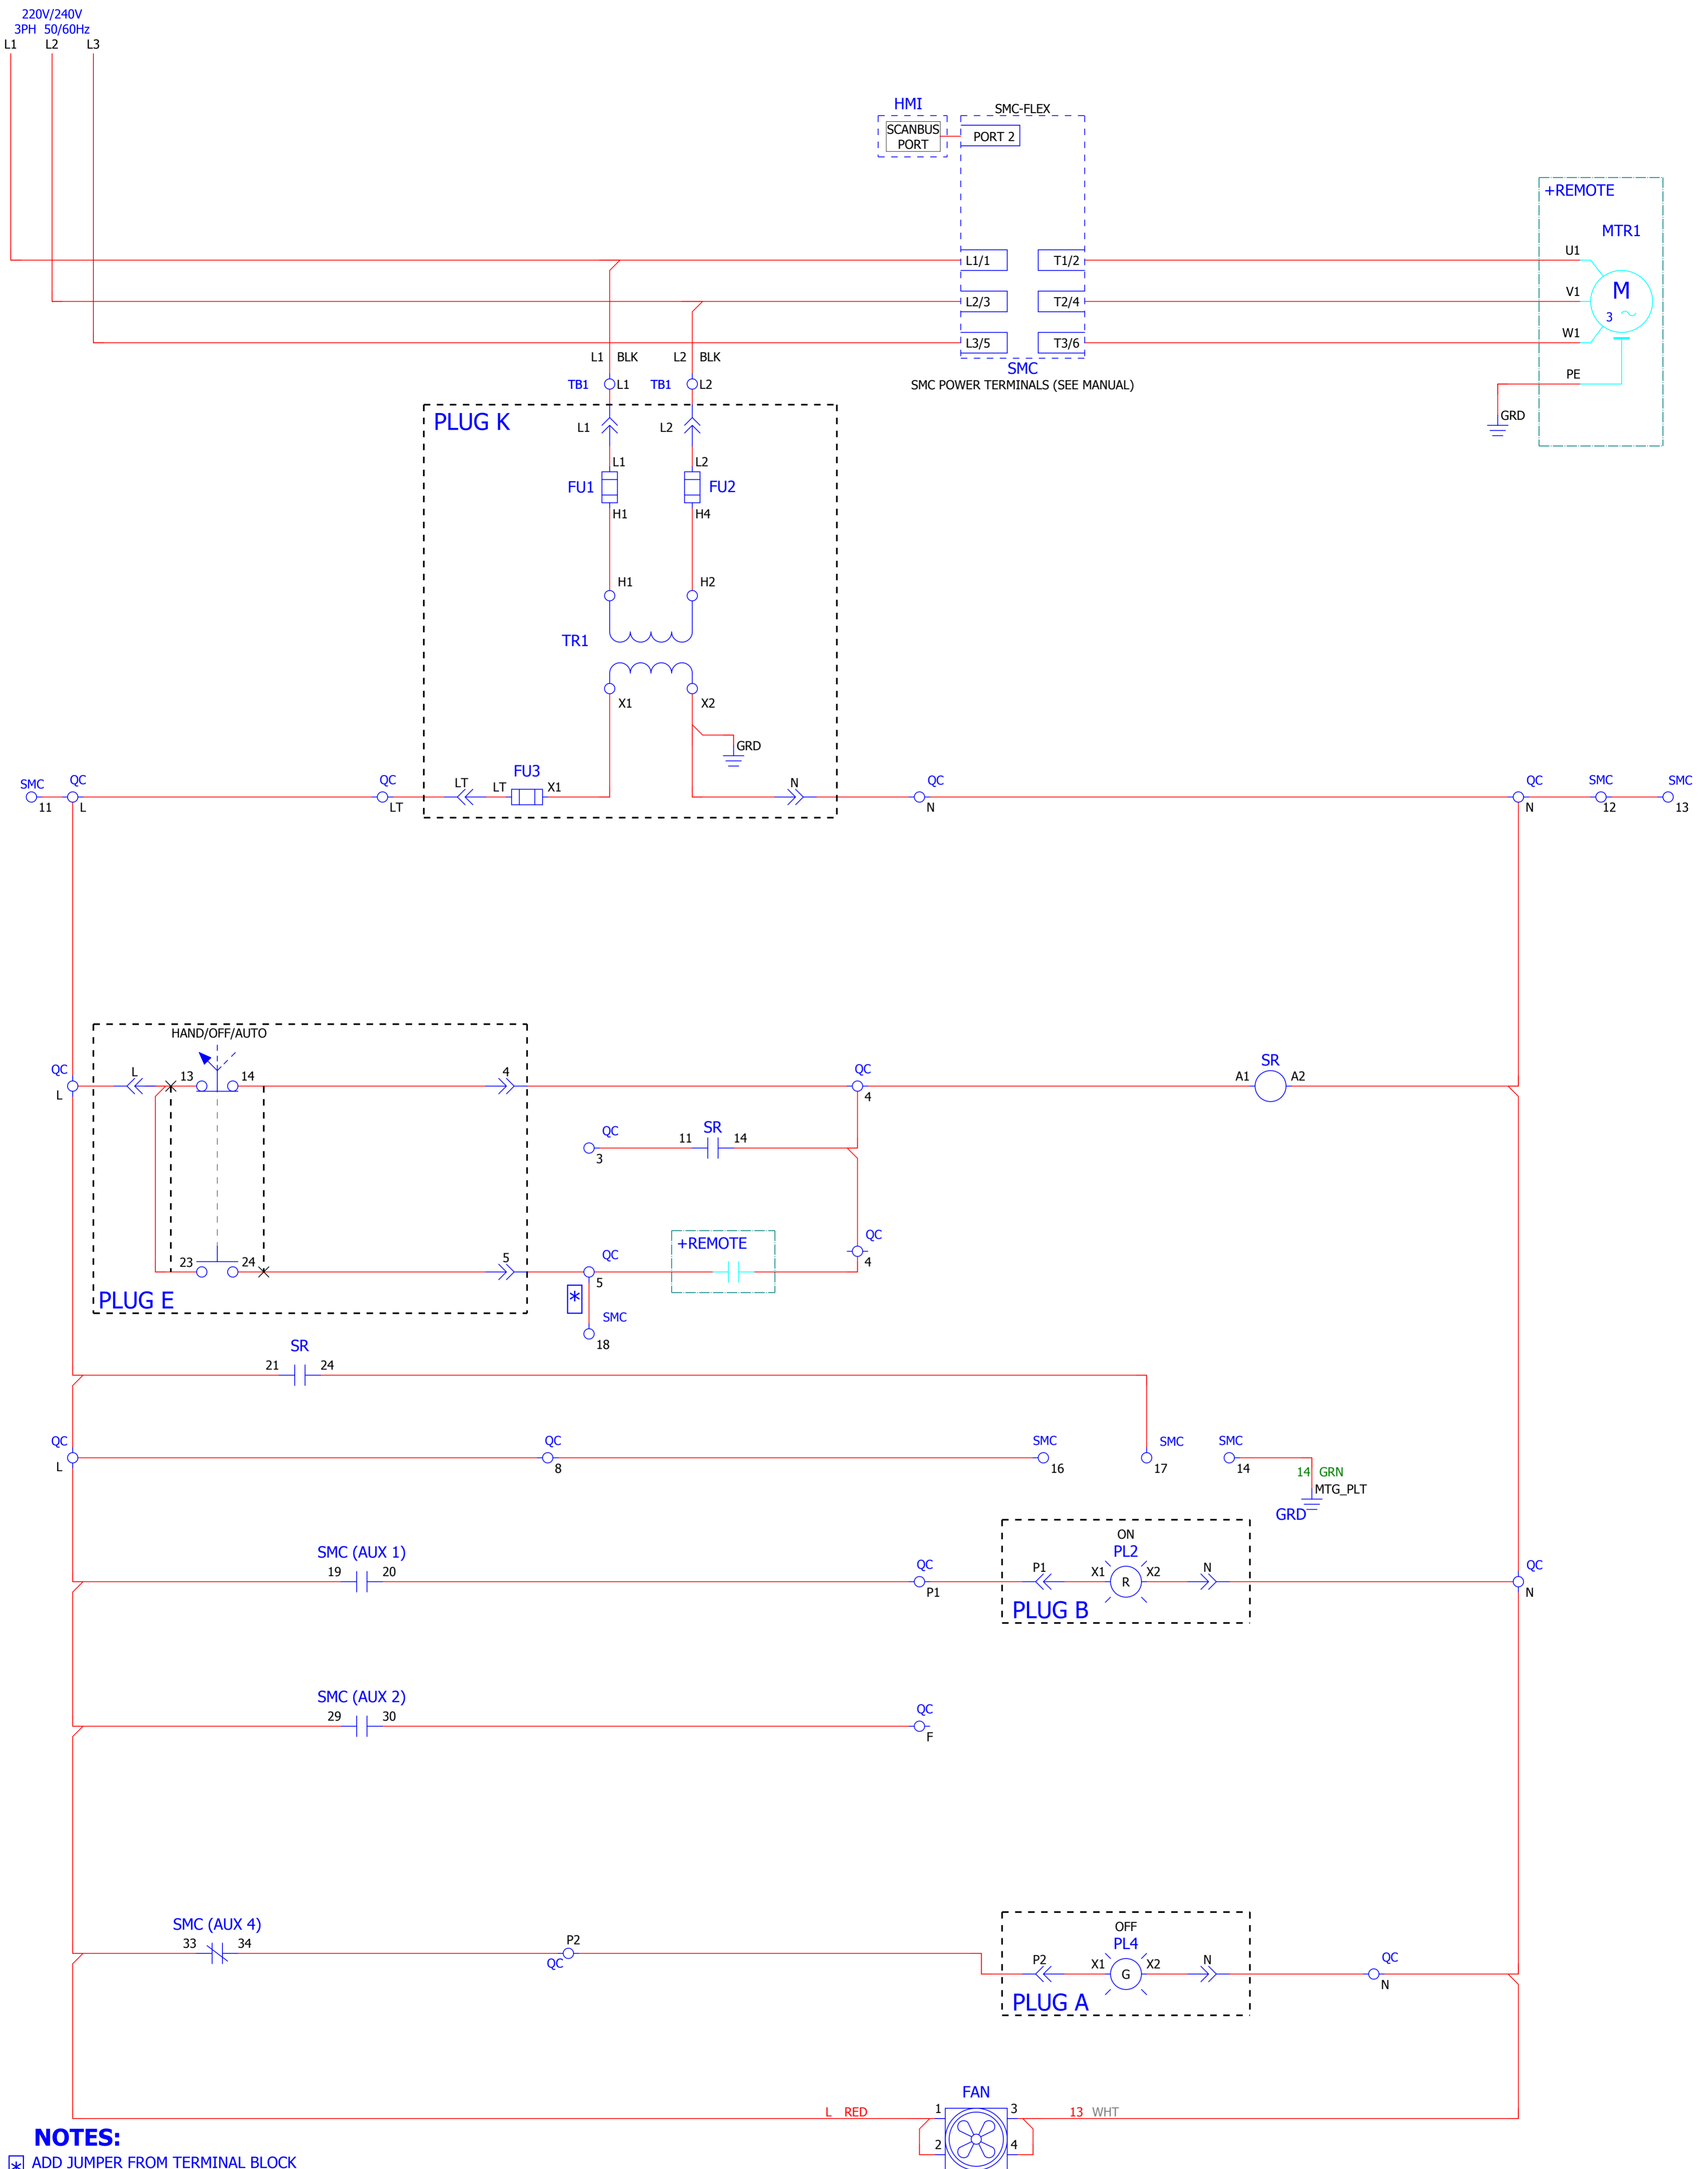 220V/240V
3PH 50/60Hz
L1 L2 L3
HMI
SCANBUS
PORT
SMC-FLEX
PORT 2
+REMOTE
MTR1
L1/1 T1/2 U1
L2/3 T2/4 V1
M
3
L3/5 T3/6 W1
SMC
SMC POWER TERMINALS (SEE MANUAL)
PE
GRD
L1 BLK L2 BLK
TB1 L1 TB1 L2
PLUG K
L1 L2
L1 L2
FU1 FU2
H1 H4
H1 H2
TR1
X1 X2
GRD
SMC QC QC LT LT FU3 X1 N QC QC SMC SMC
11 L LT N N 12 13
HAND/OFF/AUTO
QC L 13 14 4 QC SR
L 4 A1 A2
QC 11 SR 14
3
+REMOTE
QC
4
23 24 5 QC
5
PLUG E
*
SMC
18
SR
21 24
QC QC SMC SMC SMC
L 8 16 17 14
14 GRN
MTG_PLT
GRD
SMC (AUX 1)
19 20
QC
P1
ON
PL2
P1 X1 R X2 N
PLUG B
QC
N
SMC (AUX 2)
29 30
QC
F
SMC (AUX 4)
33 34
P2
QC
OFF
PL4
P2 X1 G X2 N
PLUG A
QC
N
FAN
L RED 1 3 13 WHT
2 4
NOTES:
* ADD JUMPER FROM TERMINAL BLOCK